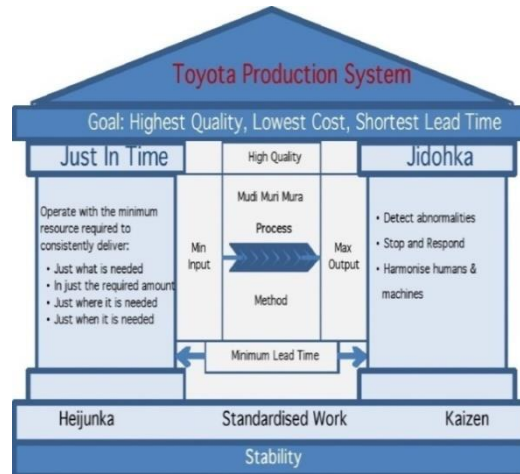 Toyota Production System
Goal: Highest Quality, Lowest Cost, Shortest Lead Time
Just In Time
High Quality
Jidohka
Operate with the minimum
resource required to
consistently deliver:
• Just what is needed
• In just the required amount
• Just where it is needed
• Just when it is needed
Min
Input
Mudi Muri Mura
Process
Method
Max
Output
• Detect abnormalities
• Stop and Respond
• Harmonise humans &
machines
Minimum Lead Time
Heijunka
Standardised Work
Kaizen
Stability